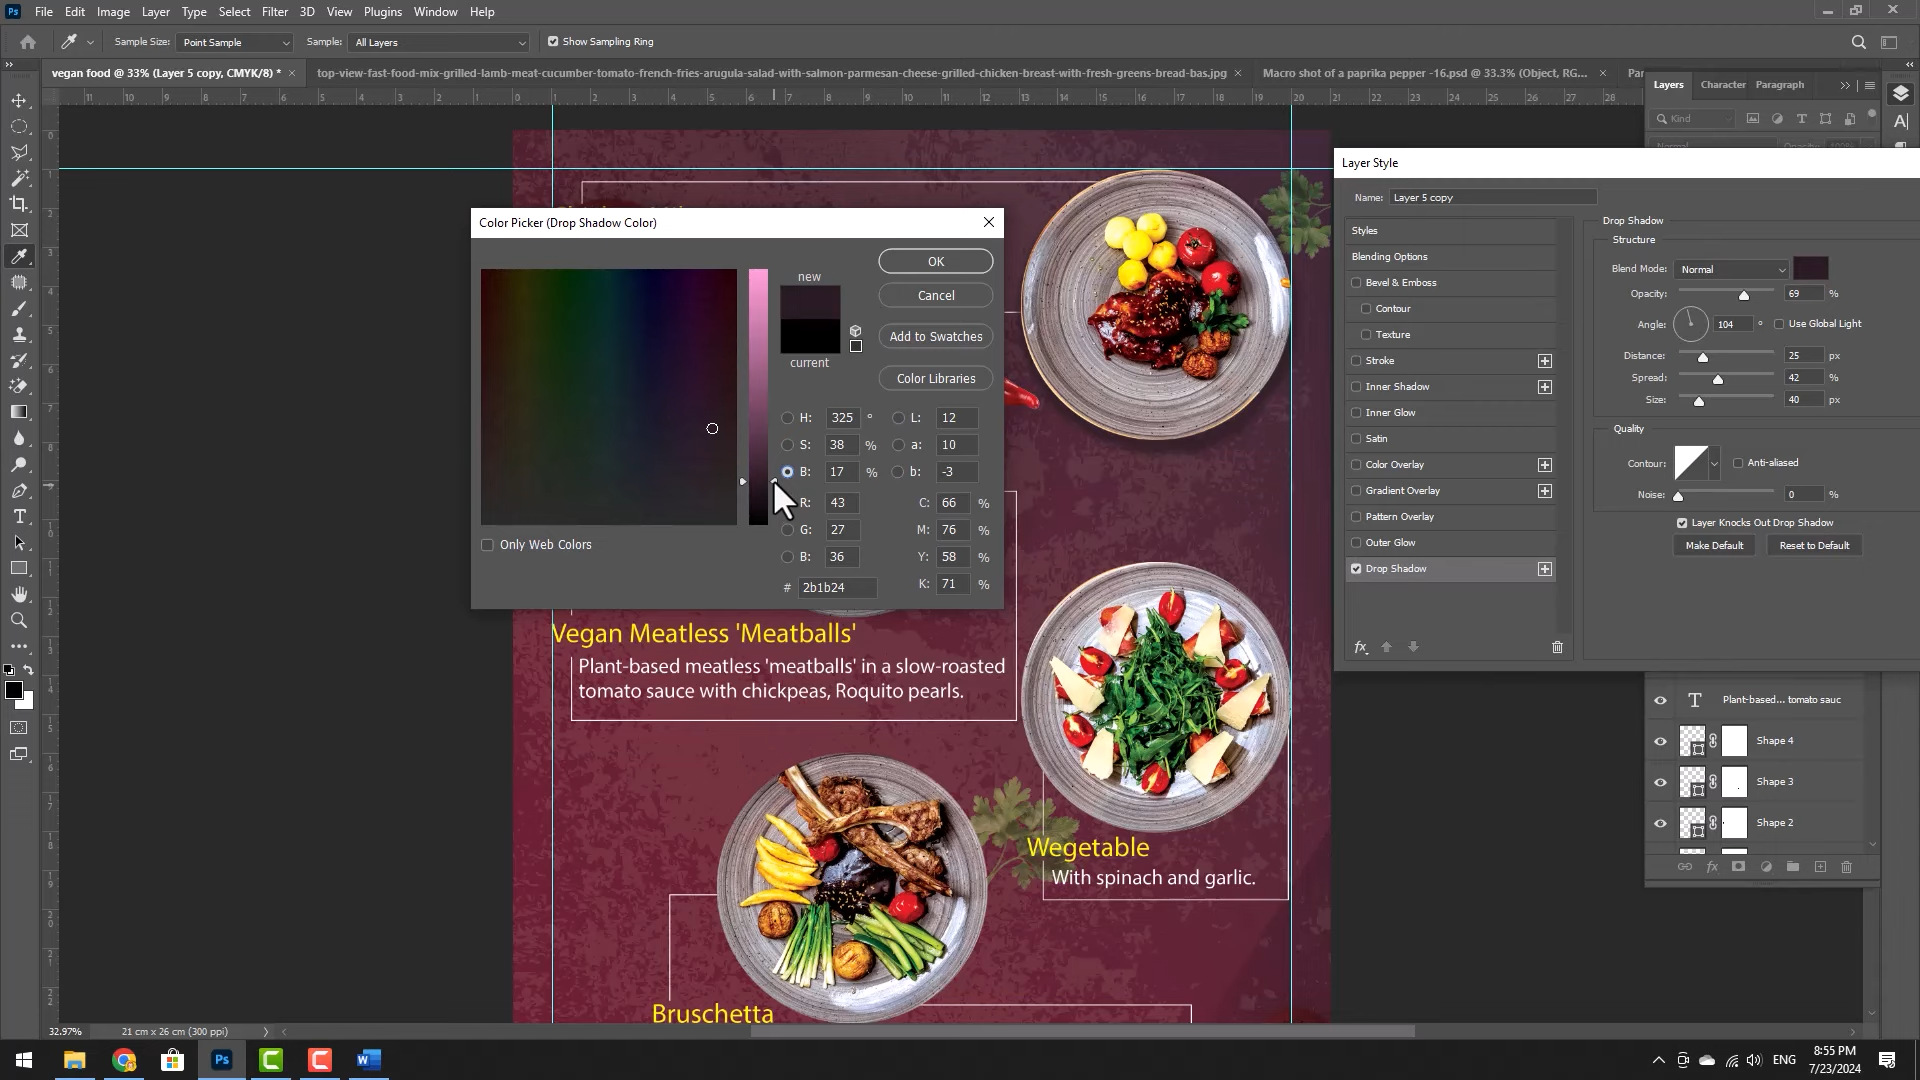 Ps File Edit Image Layer Type Select Filter 3D View Plugins Window Help
Sample Size: Point Sample Sample: All Layers Show Sampling Ring
vegan food @ 33% (Layer 5 copy, CMYK/8) * × top-view-fast-food-mix-grilled-lamb-meat-cucumber-tomato-french-fries-arugula-salad-with-salmon-parmesan-cheese-grilled-chicken-breast-with-fresh-greens-bread-bas.jpg × Macro shot of a paprika pepper -16.psd @ 33.3% (Object, RG... ×
Layers Character Paragraph
Kind
Layer Style
Name: Layer 5 copy
Styles
Blending Options
Bevel & Emboss
Contour
Texture
Stroke
Inner Shadow
Inner Glow
Satin
Color Overlay
Gradient Overlay
Pattern Overlay
Outer Glow
Drop Shadow
fx
Drop Shadow
Structure
Blend Mode: Normal
Opacity: 69 %
Angle: 104 ° Use Global Light
Distance: 25 px
Spread: 42 %
Size: 40 px
Quality
Contour: Anti-aliased
Noise: 0 %
Layer Knocks Out Drop Shadow
Make Default Reset to Default
Color Picker (Drop Shadow Color)
new
current
OK
Cancel
Add to Swatches
Color Libraries
H: 325 ° L: 12
S: 38 % a: 10
B: 17 % b: -3
R: 43 C: 66 %
G: 27 M: 76 %
B: 36 Y: 58 %
# 2b1b24 K: 71 %
Only Web Colors
Vegan Meatless 'Meatballs'
Plant-based meatless 'meatballs' in a slow-roasted
tomato sauce with chickpeas, Roquito pearls.
Wegetable
With spinach and garlic.
Bruschetta
T Plant-based... tomato sauc
Shape 4
Shape 3
Shape 2
fx
32.97% 21 cm x 26 cm (300 ppi)
Ps
ENG
8:55 PM
7/23/2024